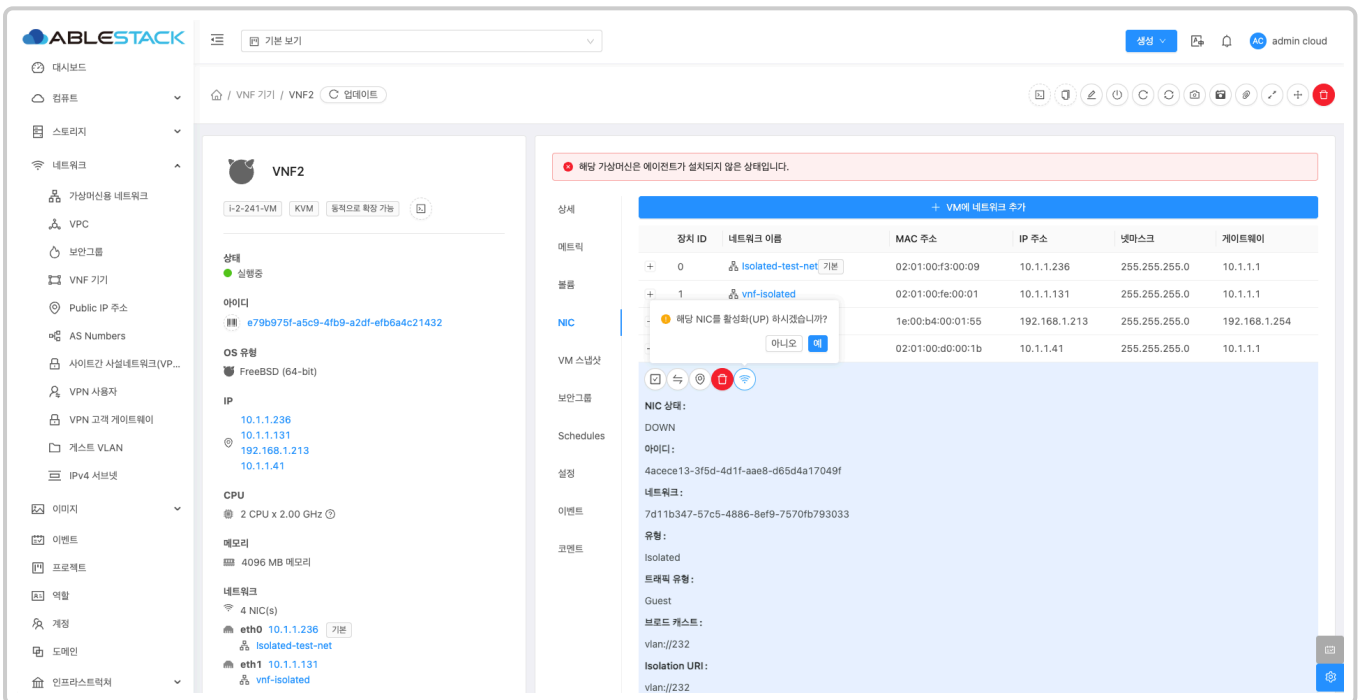 ABLESTACK
기본 보기
생성
AC admin cloud
대시보드
컴퓨트
스토리지
네트워크
가상머신용 네트워크
VPC
보안그룹
VNF 기기
Public IP 주소
AS Numbers
사이트간 사설네트워크(VP...
VPN 사용자
VPN 고객 게이트웨이
게스트 VLAN
IPv4 서브넷
이미지
이벤트
프로젝트
역할
계정
도메인
인프라스트럭쳐
/ VNF 기기 / VNF2 업데이트
VNF2
i-2-241-VM KVM 동적으로 확장 가능
상태
실행중
아이디
e79b975f-a5c9-4fb9-a2df-efb6a4c21432
OS 유형
FreeBSD (64-bit)
IP
10.1.1.236
10.1.1.131
192.168.1.213
10.1.1.41
CPU
2 CPU x 2.00 GHz
메모리
4096 MB 메모리
네트워크
4 NIC(s)
eth0 10.1.1.236 기본
Isolated-test-net
eth1 10.1.1.131
vnf-isolated
해당 가상머신은 에이전트가 설치되지 않은 상태입니다.
상세
메트릭
볼륨
NIC
VM 스냅샷
보안그룹
Schedules
설정
이벤트
코멘트
+ VM에 네트워크 추가
장치 ID 네트워크 이름 MAC 주소 IP 주소 넷마스크 게이트웨이
+ 0 Isolated-test-net 기본 02:01:00:f3:00:09 10.1.1.236 255.255.255.0 10.1.1.1
+ 1 vnf-isolated 02:01:00:fe:00:01 10.1.1.131 255.255.255.0 10.1.1.1
1e:00:b4:00:01:55 192.168.1.213 255.255.255.0 192.168.1.254
02:01:00:d0:00:1b 10.1.1.41 255.255.255.0 10.1.1.1
해당 NIC를 활성화(UP) 하시겠습니까?
아니오 예
NIC 상태 :
DOWN
아이디 :
4acece13-3f5d-4d1f-aae8-d65d4a17049f
네트워크 :
7d11b347-57c5-4886-8ef9-7570fb793033
유형 :
Isolated
트래픽 유형 :
Guest
브로드 캐스트 :
vlan://232
Isolation URI :
vlan://232